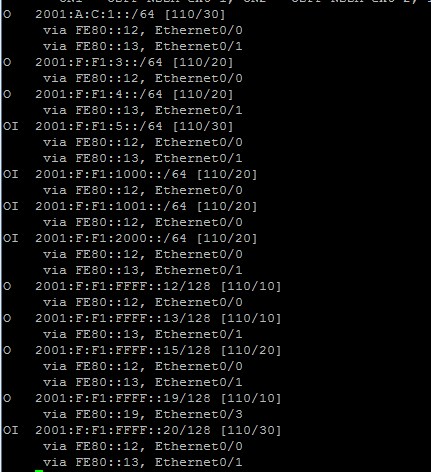 O   2001:A:C:1::/64 [110/30]
     via FE80::12, Ethernet0/0
     via FE80::13, Ethernet0/1
O   2001:F:F1:3::/64 [110/20]
     via FE80::12, Ethernet0/0
O   2001:F:F1:4::/64 [110/20]
     via FE80::13, Ethernet0/1
OI  2001:F:F1:5::/64 [110/30]
     via FE80::12, Ethernet0/0
     via FE80::13, Ethernet0/1
OI  2001:F:F1:1000::/64 [110/20]
     via FE80::12, Ethernet0/0
OI  2001:F:F1:1001::/64 [110/20]
     via FE80::12, Ethernet0/0
OI  2001:F:F1:2000::/64 [110/20]
     via FE80::12, Ethernet0/0
     via FE80::13, Ethernet0/1
O   2001:F:F1:FFFF::12/128 [110/10]
     via FE80::12, Ethernet0/0
O   2001:F:F1:FFFF::13/128 [110/10]
     via FE80::13, Ethernet0/1
O   2001:F:F1:FFFF::15/128 [110/20]
     via FE80::12, Ethernet0/0
     via FE80::13, Ethernet0/1
O   2001:F:F1:FFFF::19/128 [110/10]
     via FE80::19, Ethernet0/3
OI  2001:F:F1:FFFF::20/128 [110/30]
     via FE80::12, Ethernet0/0
     via FE80::13, Ethernet0/1